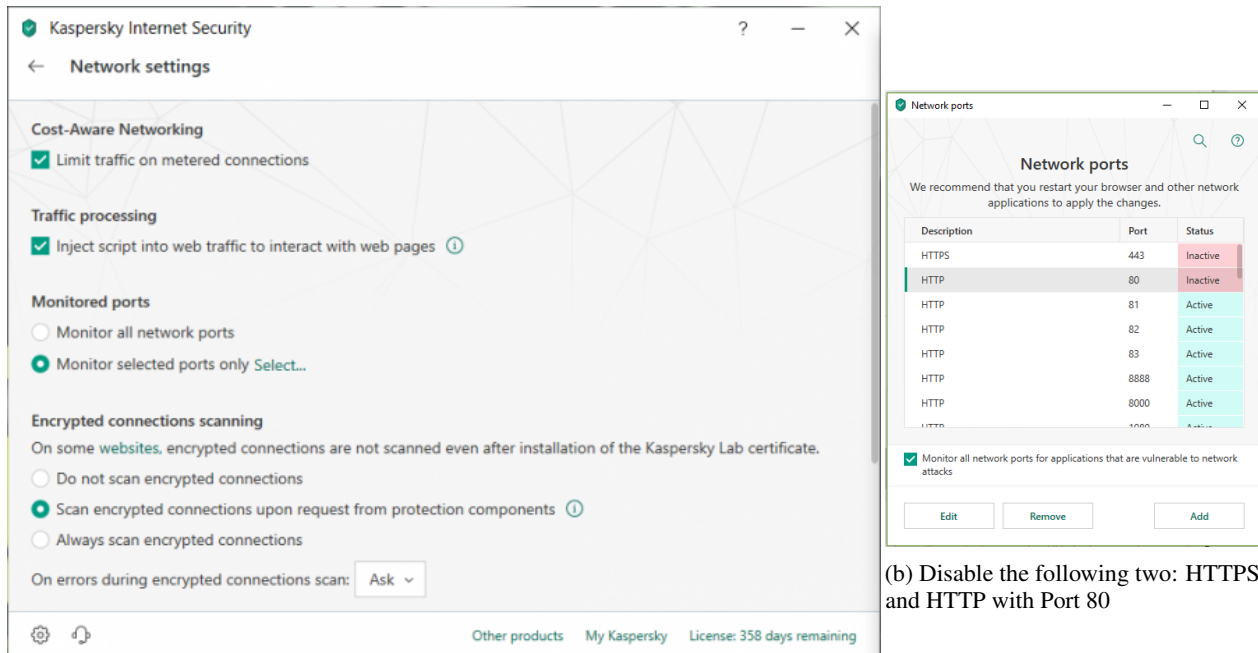 Kaspersky Internet Security
?
Network settings
Cost-Aware Networking
Limit traffic on metered connections
Traffic processing
Inject script into web traffic to interact with web pages
Monitored ports
Monitor all network ports
Monitor selected ports only Select...
Encrypted connections scanning
On some websites, encrypted connections are not scanned even after installation of the Kaspersky Lab certificate.
Do not scan encrypted connections
Scan encrypted connections upon request from protection components
Always scan encrypted connections
On errors during encrypted connections scan: Ask
Other products My Kaspersky License: 358 days remaining
Network ports
Network ports
We recommend that you restart your browser and other network
applications to apply the changes.
Description Port Status
HTTPS 443 Inactive
HTTP 80 Inactive
HTTP 81 Active
HTTP 82 Active
HTTP 83 Active
HTTP 8888 Active
HTTP 8000 Active
HTTP 1080 Active
Monitor all network ports for applications that are vulnerable to network
attacks
Edit Remove Add
(b) Disable the following two: HTTPS
and HTTP with Port 80